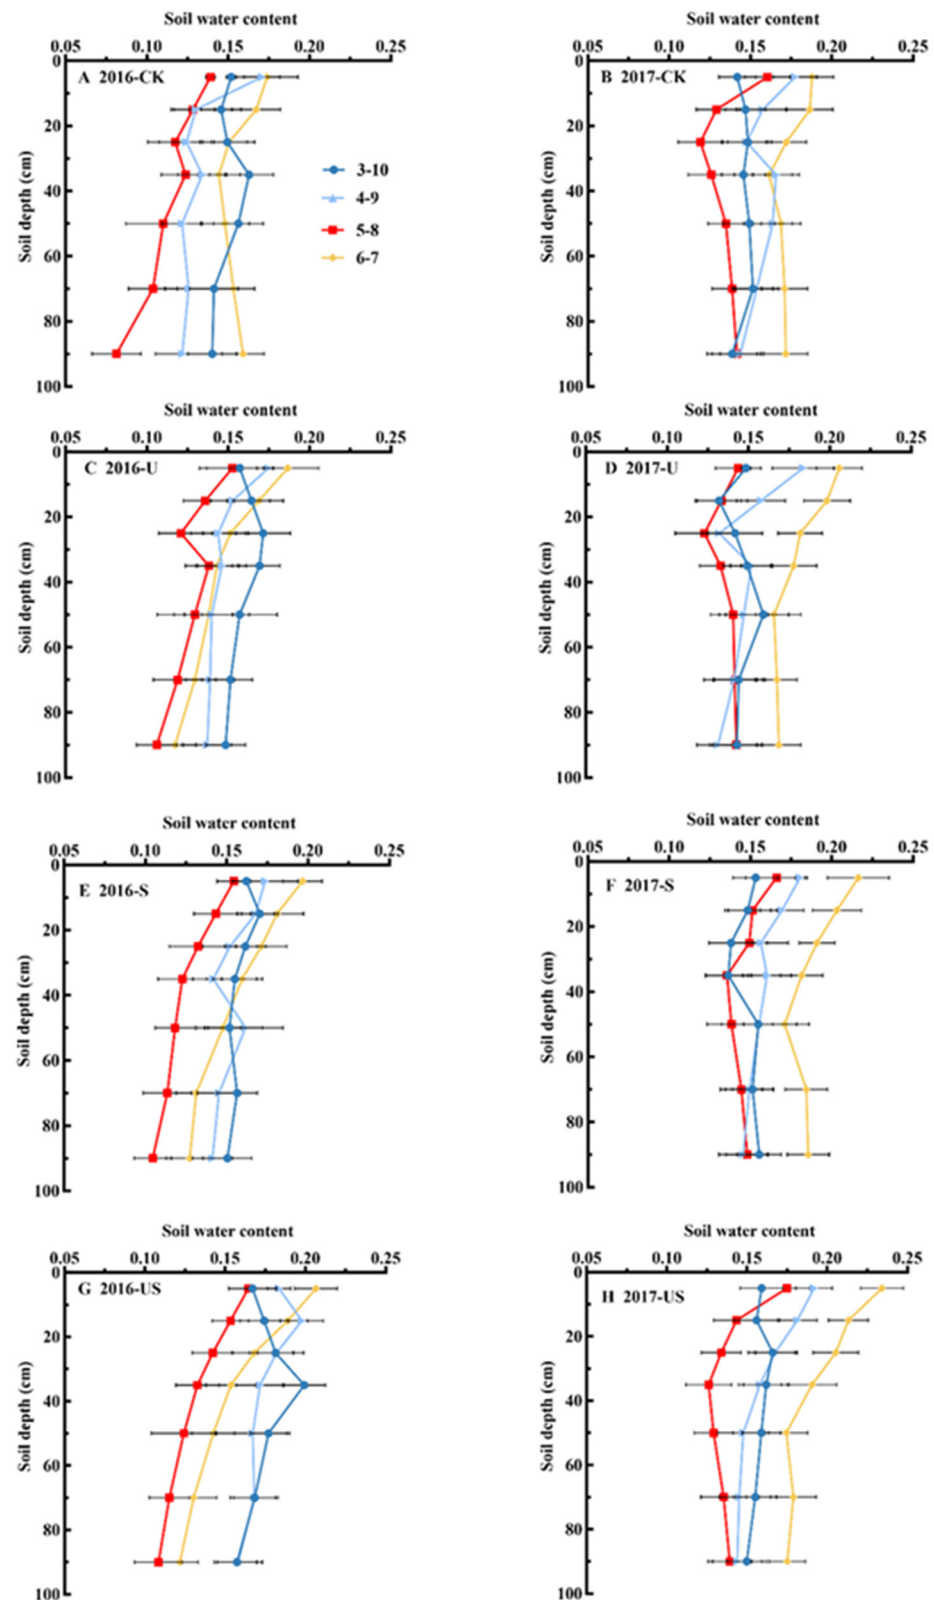 Soil water content
0.05 0.10 0.15 0.20 0.25
0
A 2016-CK
20
40
60
80
100
Soil depth (cm)
3-10
4-9
5-8
6-7
Soil water content
0.05 0.10 0.15 0.20 0.25
0
B 2017-CK
20
40
60
80
100
Soil depth (cm)
Soil water content
0.05 0.10 0.15 0.20 0.25
0
C 2016-U
20
40
60
80
100
Soil depth (cm)
Soil water content
0.05 0.10 0.15 0.20 0.25
0
D 2017-U
20
40
60
80
100
Soil depth (cm)
Soil water content
0.05 0.10 0.15 0.20 0.25
0
E 2016-S
20
40
60
80
100
Soil depth (cm)
Soil water content
0.05 0.10 0.15 0.20 0.25
0
F 2017-S
20
40
60
80
100
Soil depth (cm)
Soil water content
0.05 0.10 0.15 0.20 0.25
0
G 2016-US
20
40
60
80
100
Soil depth (cm)
Soil water content
0.05 0.10 0.15 0.20 0.25
0
H 2017-US
20
40
60
80
100
Soil depth (cm)